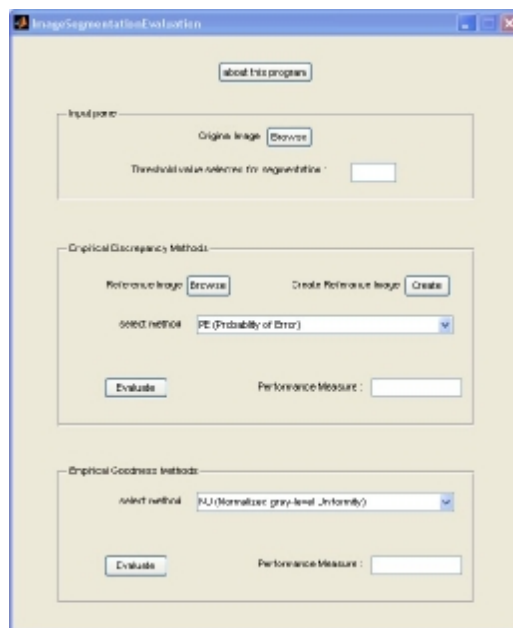 ImageSegmentationEvaluation
about this program
Input pane
Original Image Browse
Threshold value selected for segmentation :
Empirical Discrepancy Methods
Reference Image Browse Create Reference Image Create
select method PE (Probability of Error)
Evaluate Performance Measure :
Empirical Goodness Methods
select method NU (Normalized gray-level Uniformity)
Evaluate Performance Measure :